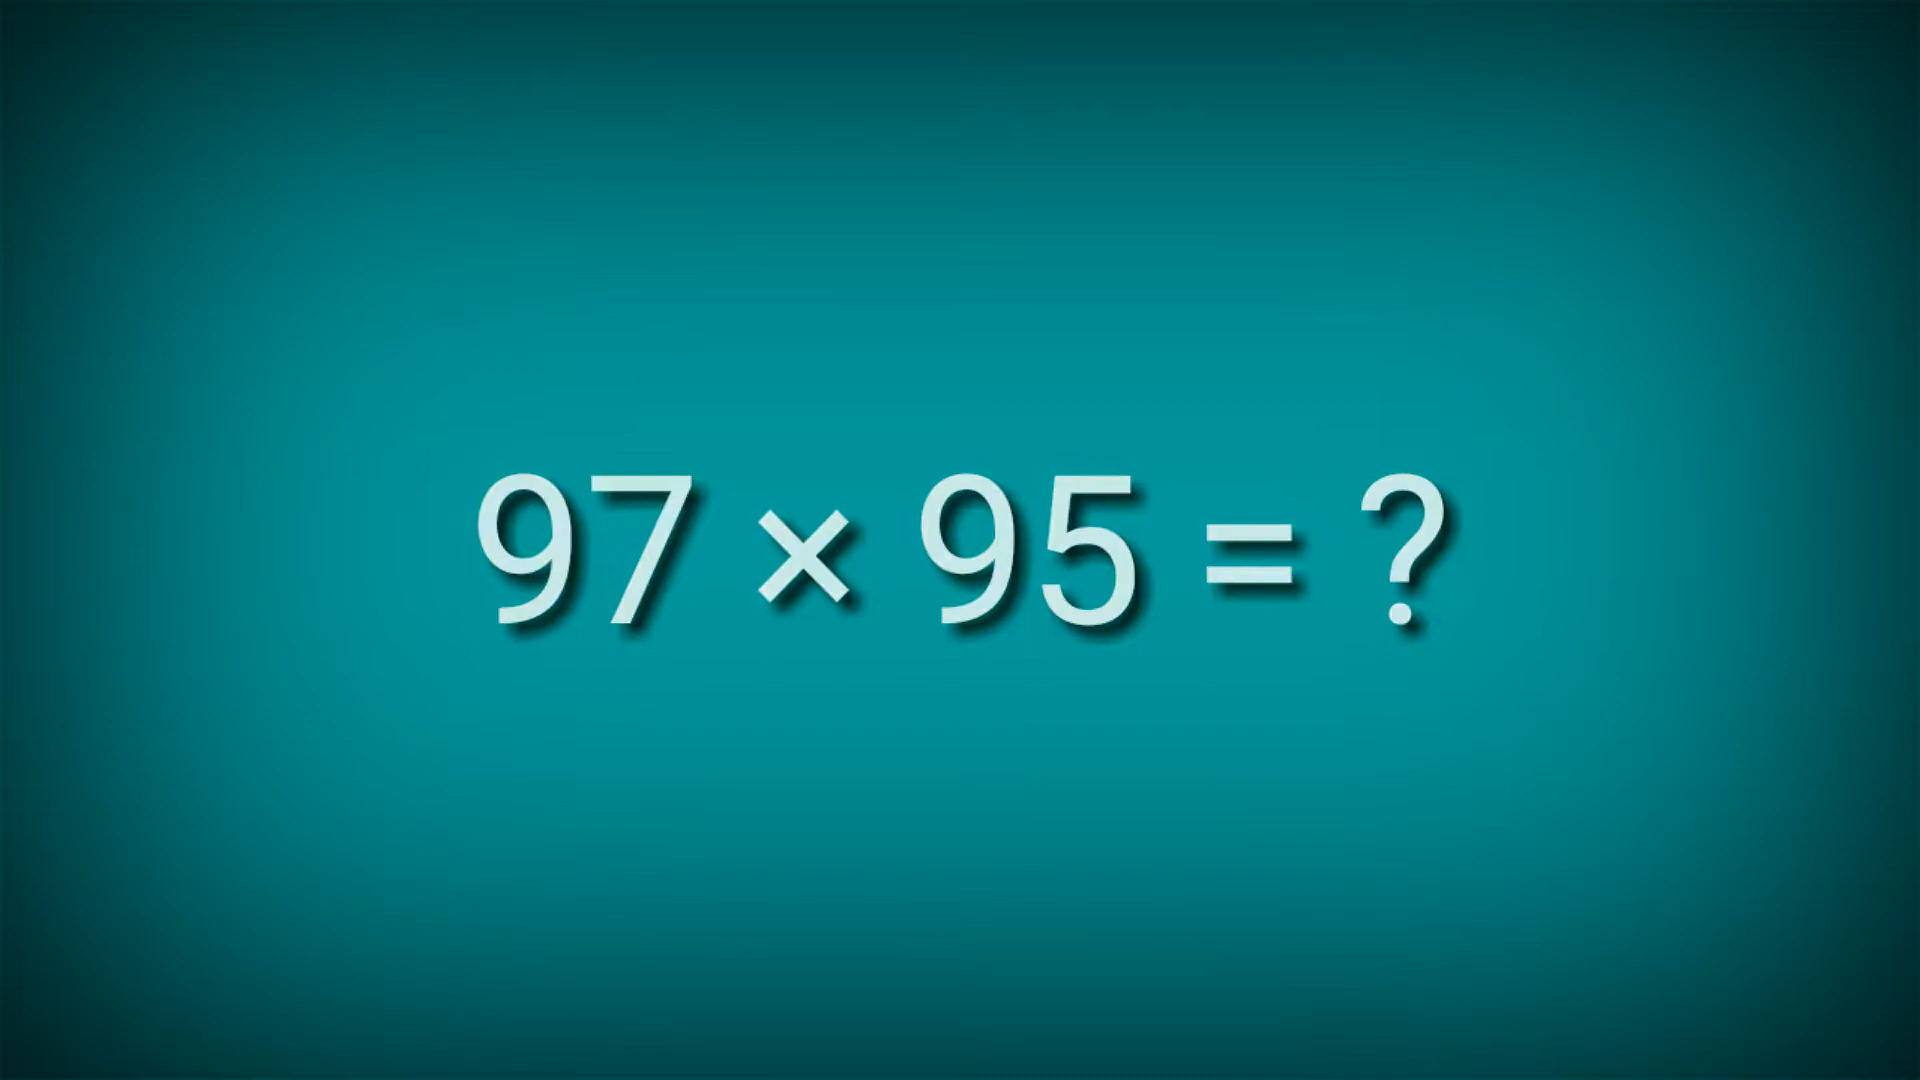 97 × 95 = ?